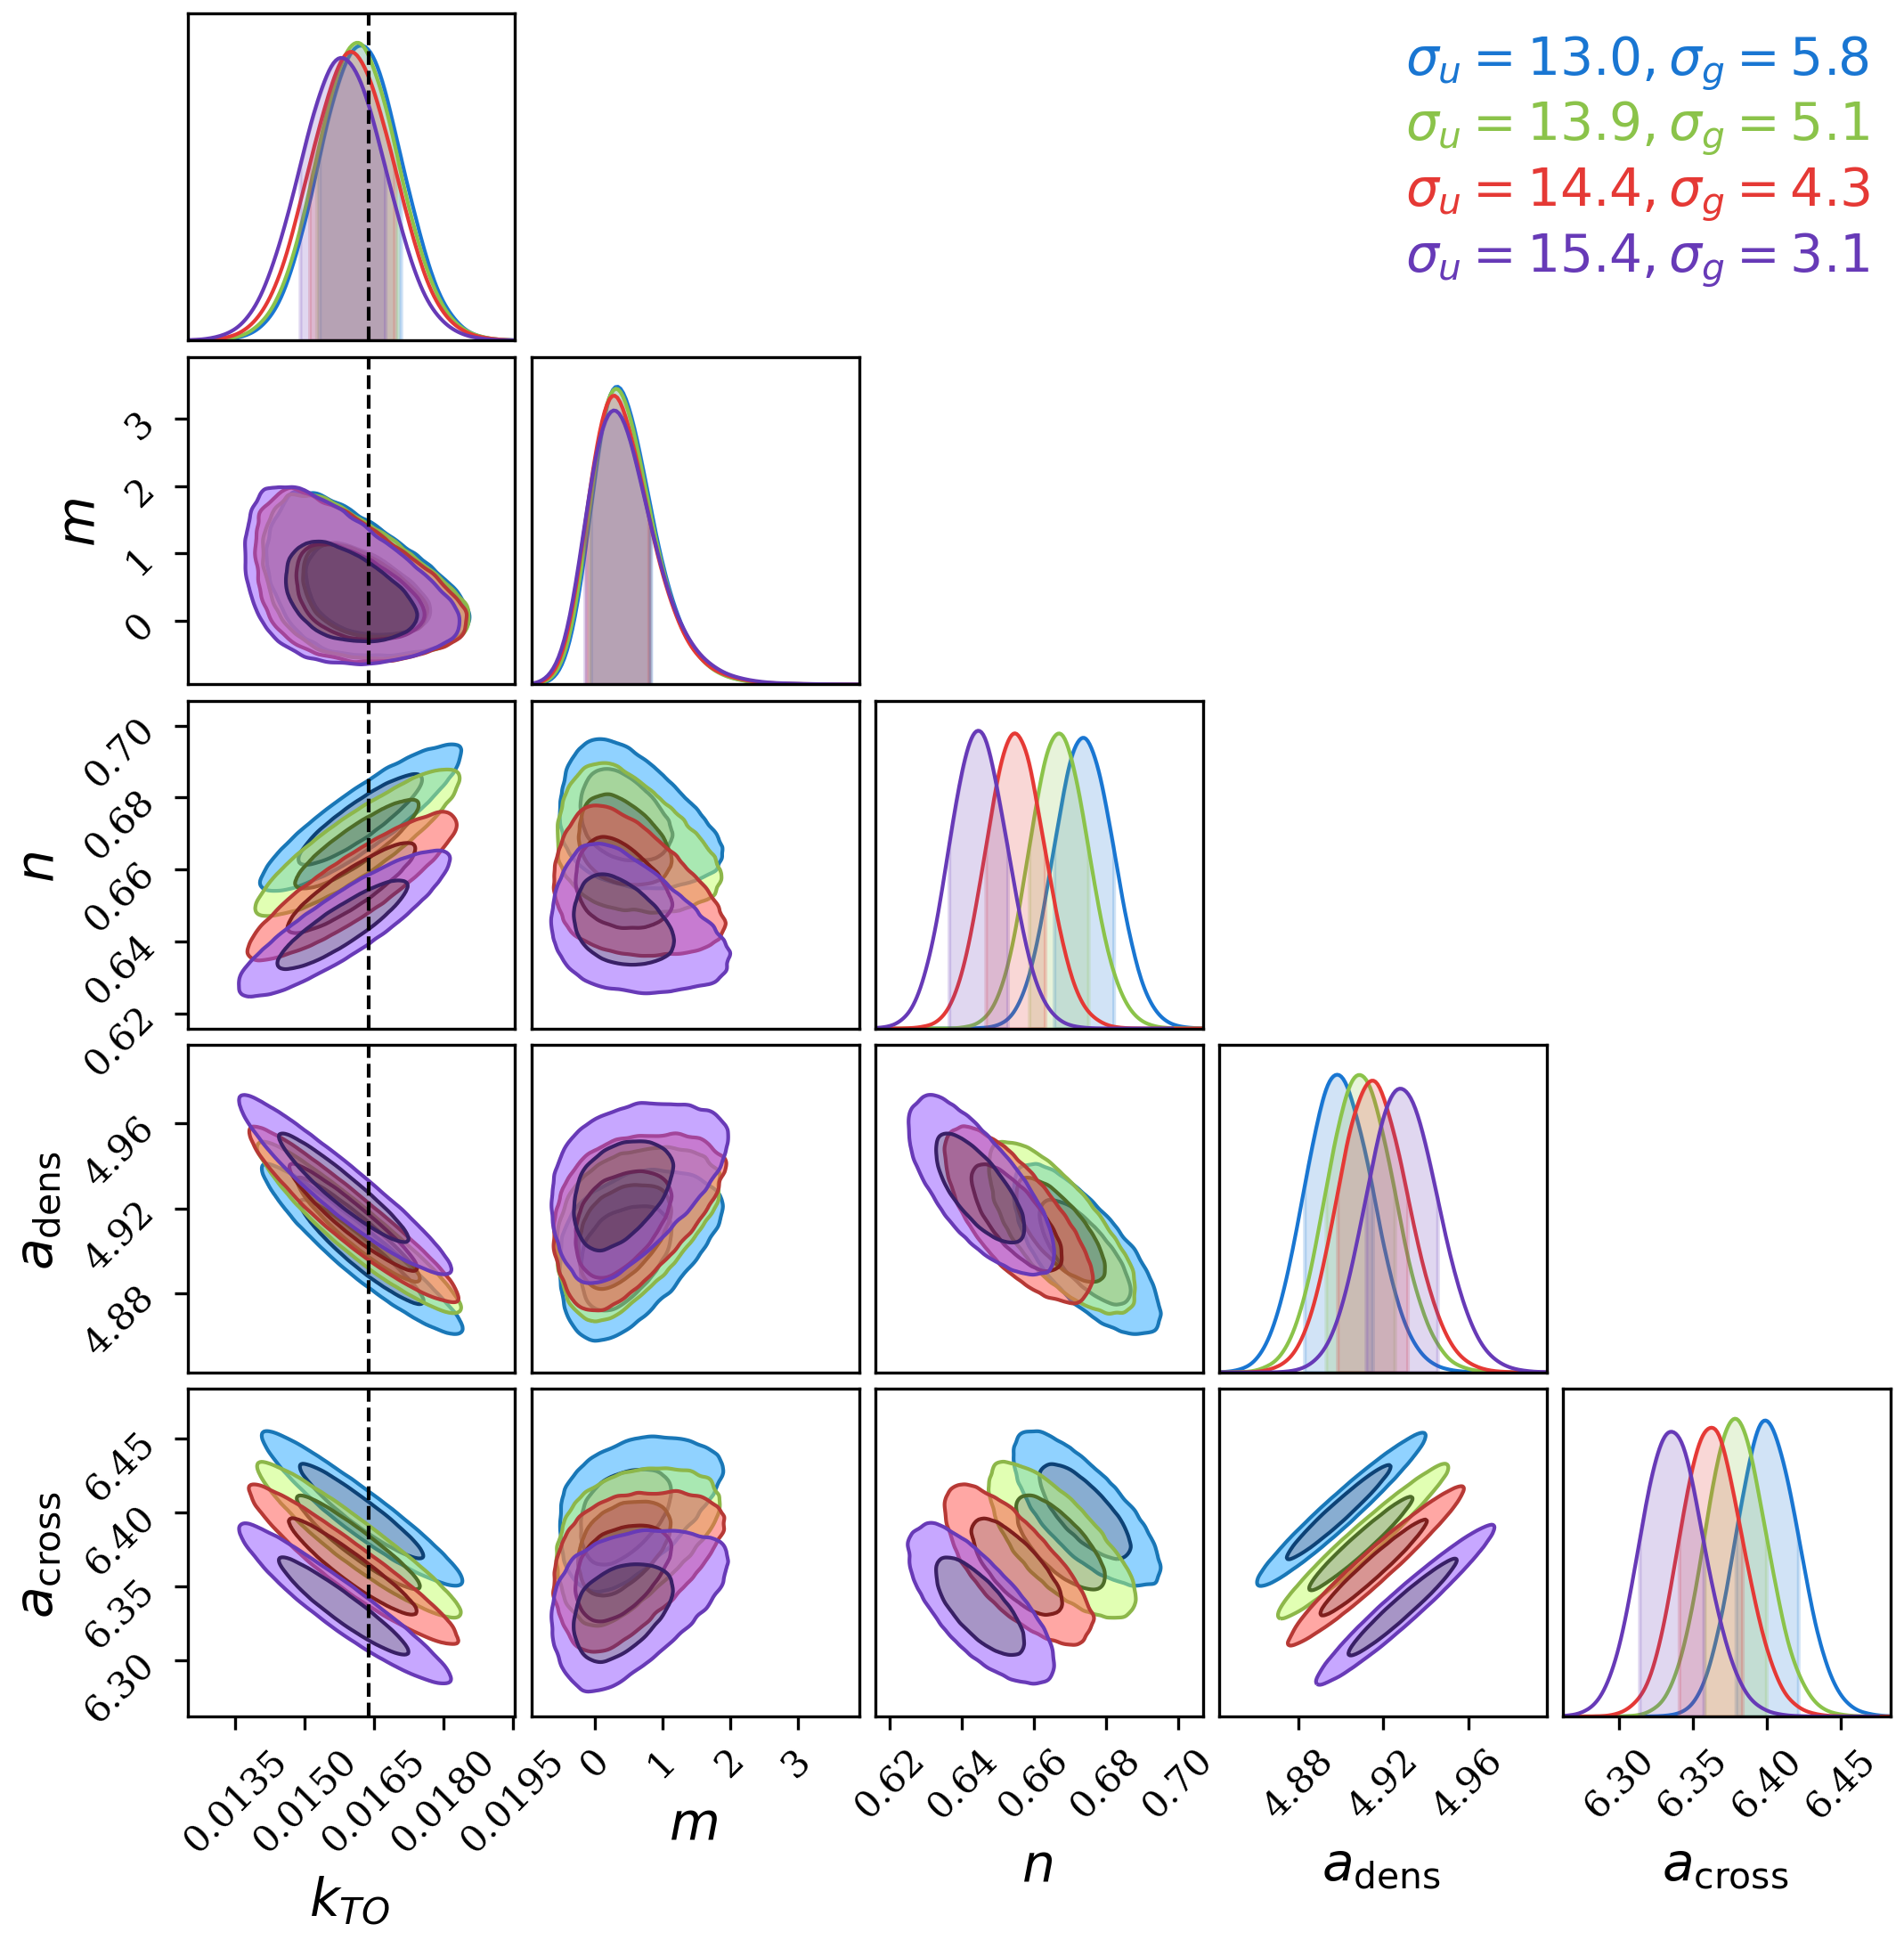 σ_u = 13.0, σ_g = 5.8
σ_u = 13.9, σ_g = 5.1
σ_u = 14.4, σ_g = 4.3
σ_u = 15.4, σ_g = 3.1
m
3
2
1
0
n
0.70
0.68
0.66
0.64
0.62
a_dens
4.96
4.92
4.88
a_cross
6.45
6.40
6.35
6.30
0.0135 0.0150 0.0165 0.0180 0.0195
0 1 2 3
0.62 0.64 0.66 0.68 0.70
4.88 4.92 4.96
6.30 6.35 6.40 6.45
k_TO
m
n
a_dens
a_cross